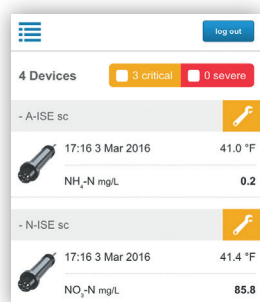 log out
4 Devices 3 critical 0 severe
- A-ISE sc
17:16 3 Mar 2016 41.0 °F
NH₄-N mg/L 0.2
- N-ISE sc
17:16 3 Mar 2016 41.4 °F
NO₃-N mg/L 85.8